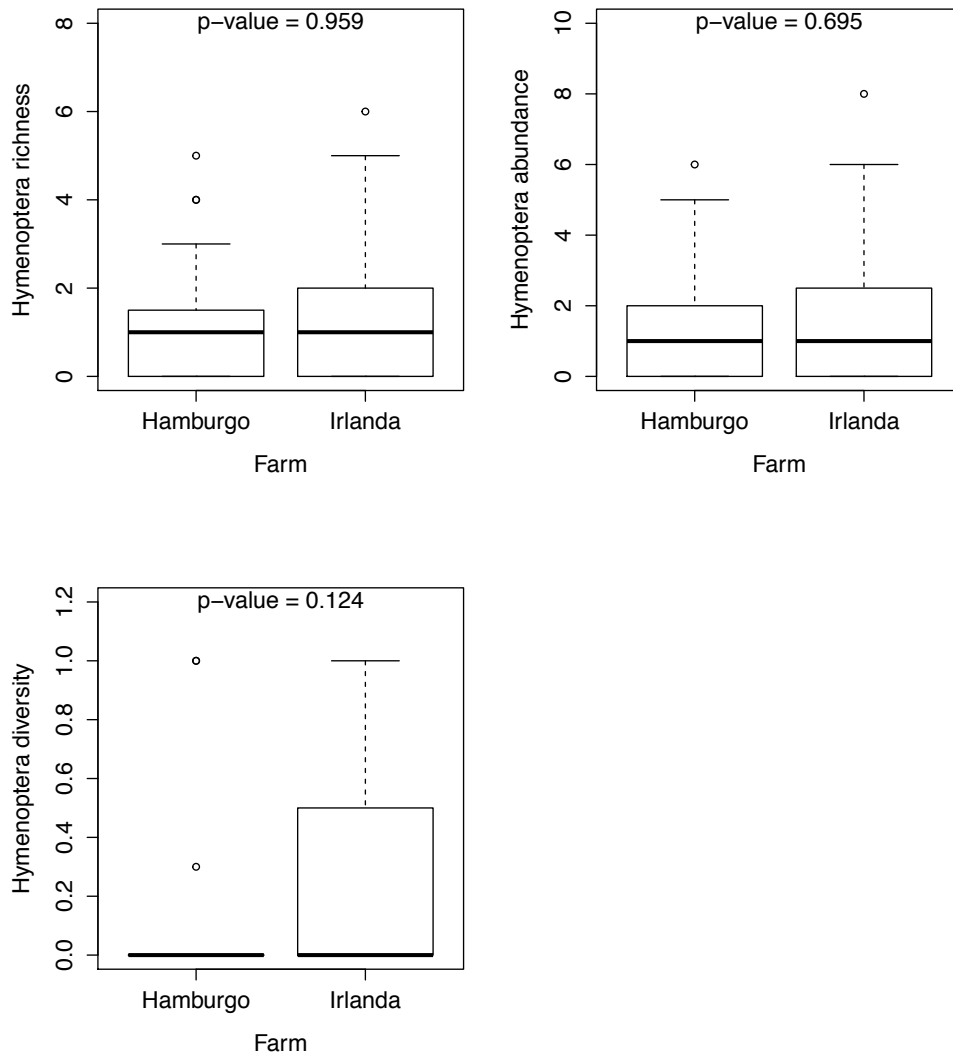 p−value = 0.959
Hymenoptera richness
8
6
4
2
0
Hamburgo Irlanda
Farm
p−value = 0.695
Hymenoptera abundance
10
8
6
4
2
0
Hamburgo Irlanda
Farm
p−value = 0.124
Hymenoptera diversity
1.2
1.0
0.8
0.6
0.4
0.2
0.0
Hamburgo Irlanda
Farm